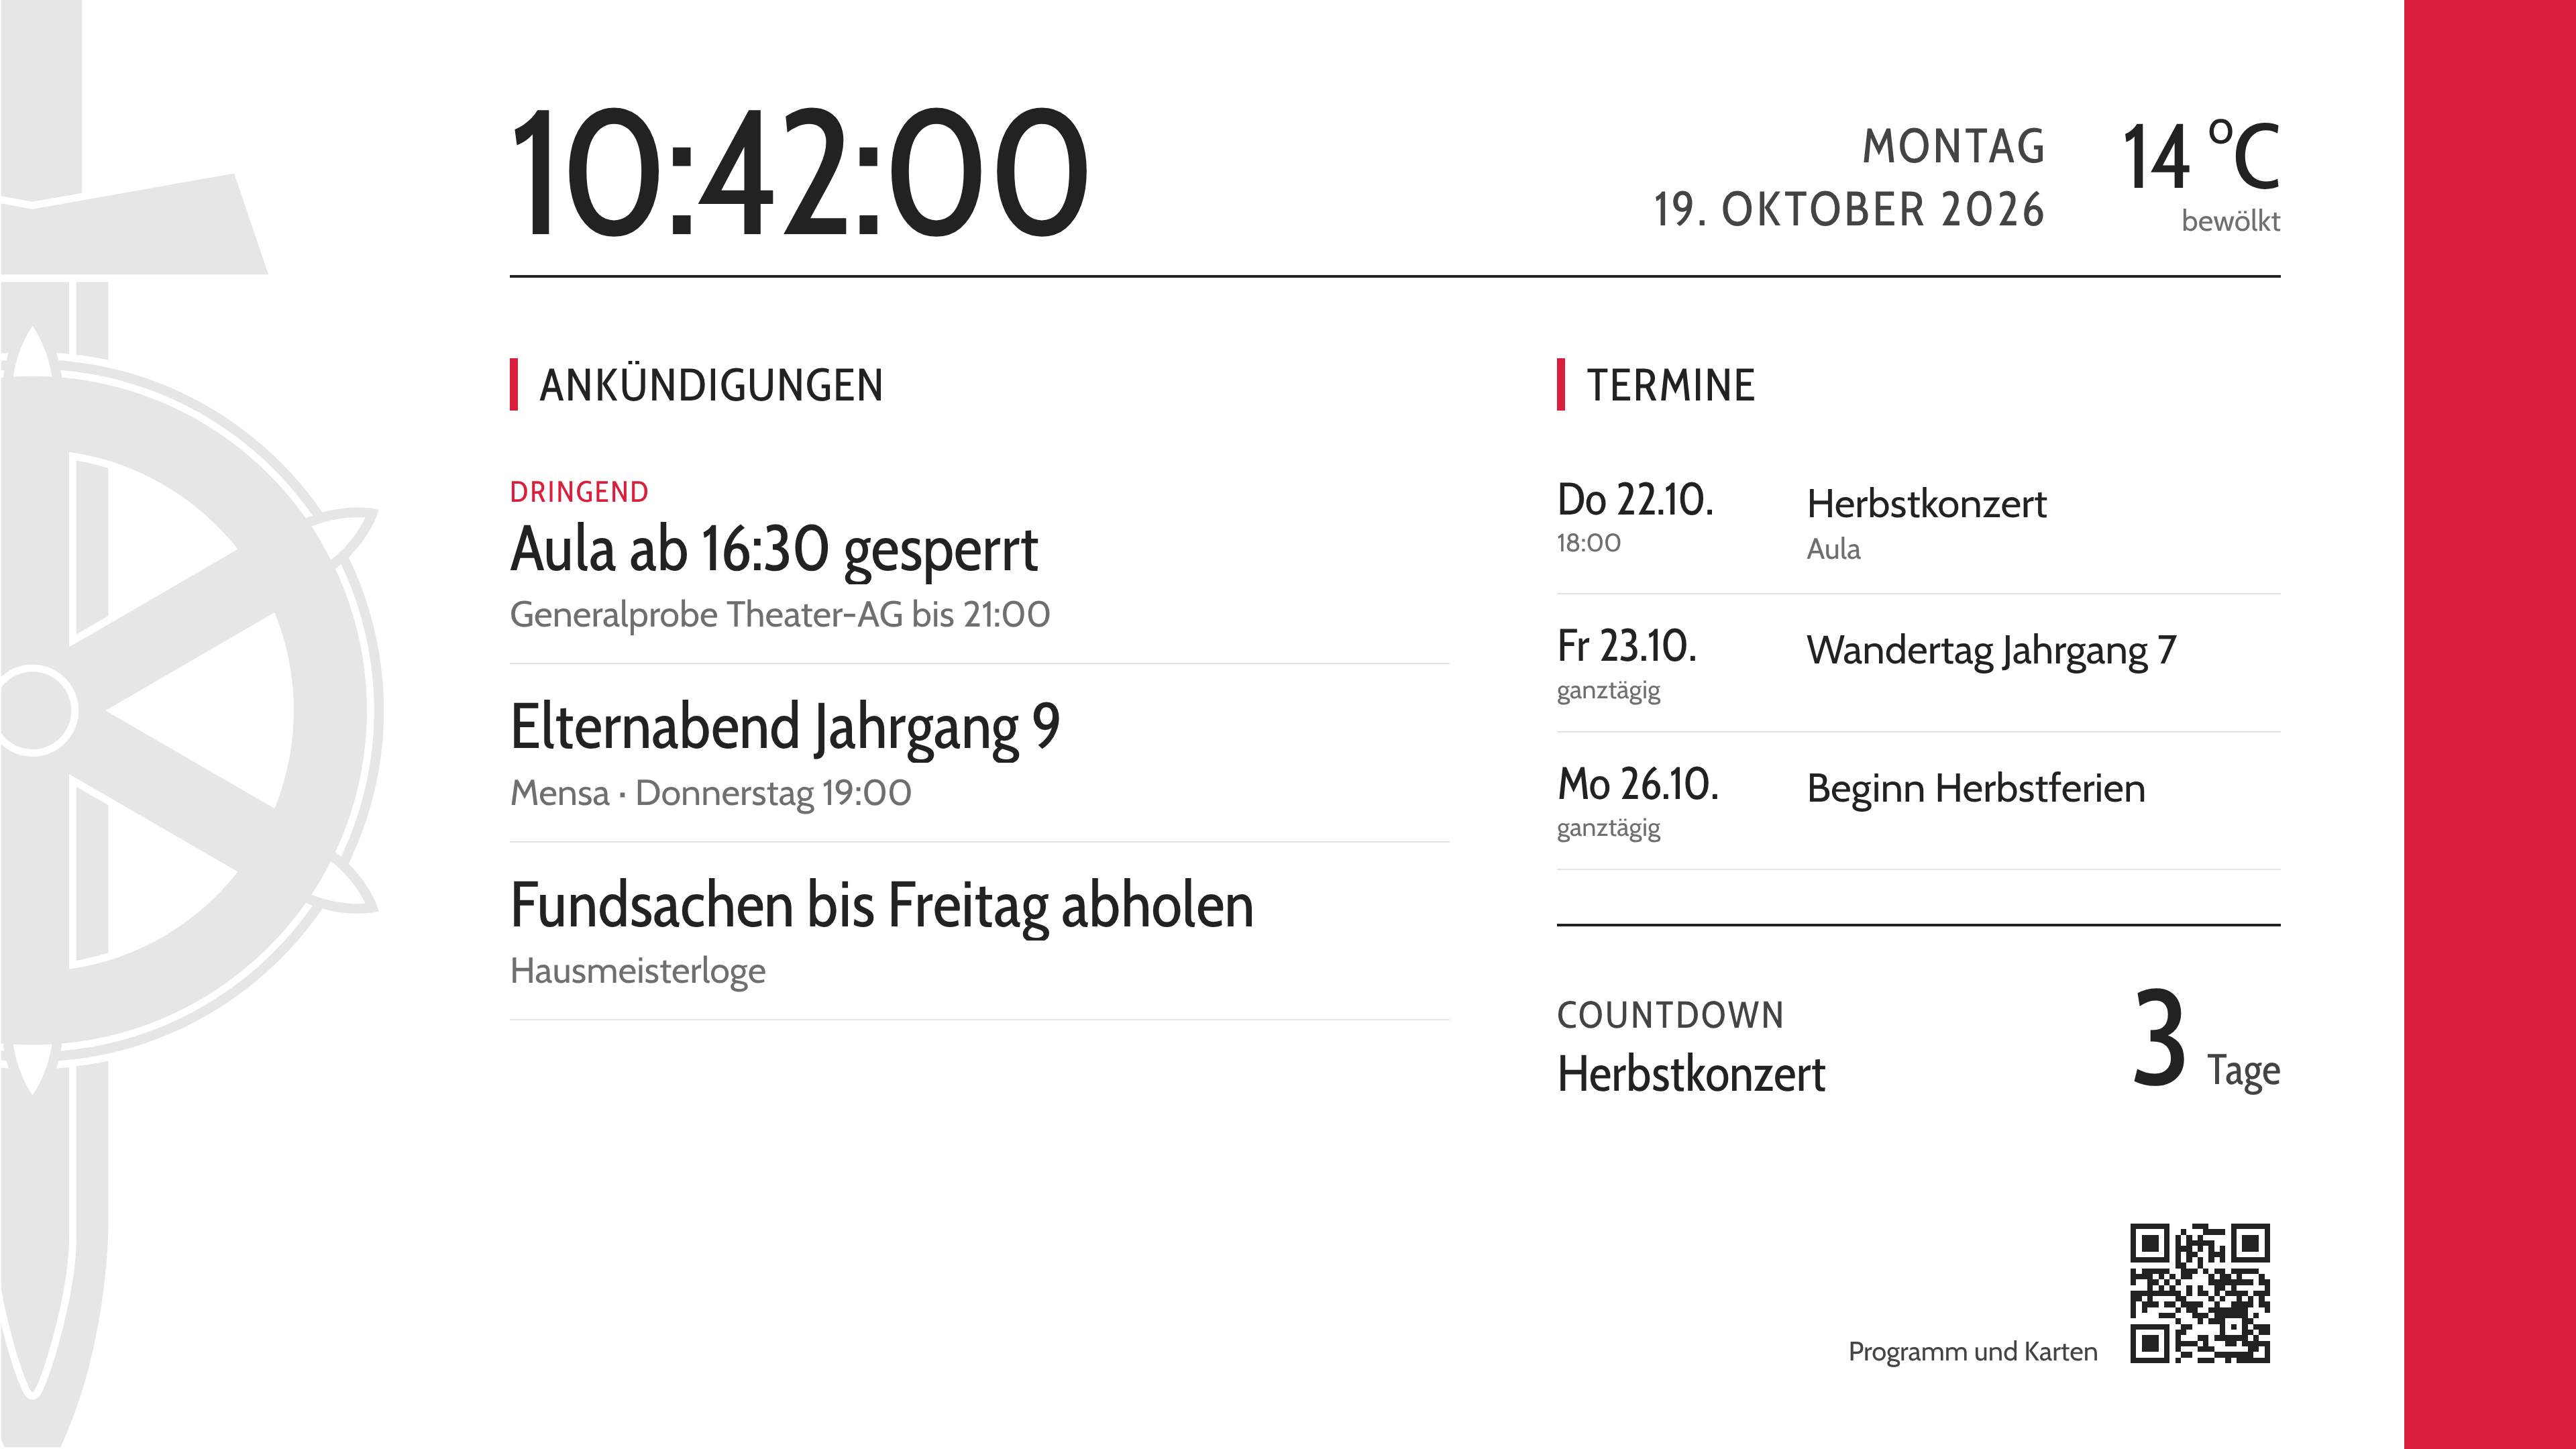 10:42:00
MONTAG
19. OKTOBER 2026
14 °C
bewölkt
ANKÜNDIGUNGEN
DRINGEND
Aula ab 16:30 gesperrt
Generalprobe Theater-AG bis 21:00
Elternabend Jahrgang 9
Mensa · Donnerstag 19:00
Fundsachen bis Freitag abholen
Hausmeisterloge
TERMINE
Do 22.10.
18:00
Herbstkonzert
Aula
Fr 23.10.
ganztägig
Wandertag Jahrgang 7
Mo 26.10.
ganztägig
Beginn Herbstferien
COUNTDOWN
Herbstkonzert
3 Tage
Programm und Karten